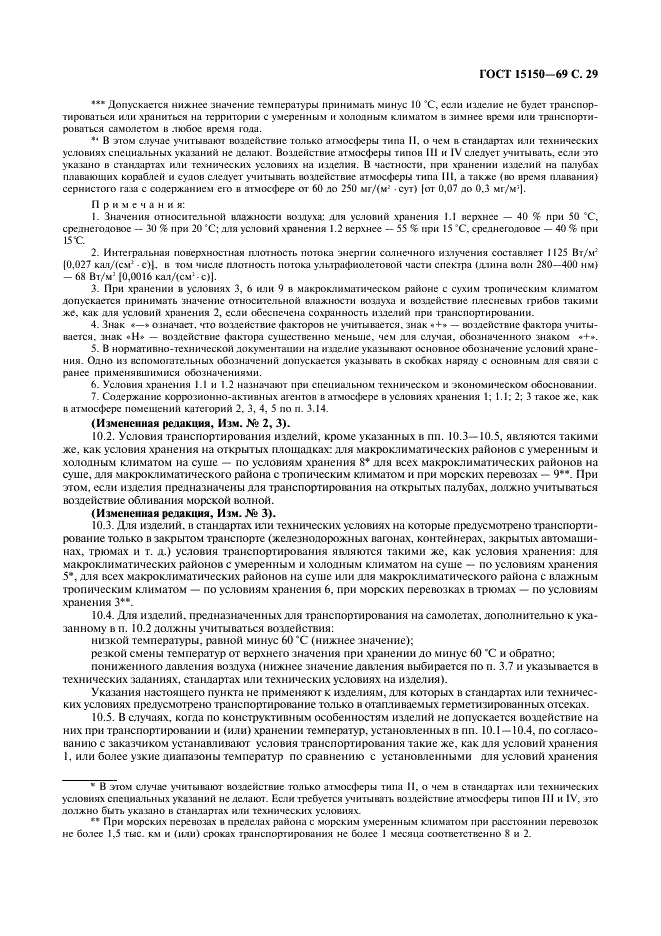 ГОСТ 15150—69 С. 29
*** Допускается нижнее значение температуры принимать минус 10 °С, если изделие не будет транспор-
тироваться или храниться на территории с умеренным и холодным климатом в зимнее время или транспорти-
роваться самолетом в любое время года.
*⁴ В этом случае учитывают воздействие только атмосферы типа II, о чем в стандартах или технических
условиях специальных указаний не делают. Воздействие атмосферы типов III и IV следует учитывать, если это
указано в стандартах или технических условиях на изделия. В частности, при хранении изделий на палубах
плавающих кораблей и судов следует учитывать воздействие атмосферы типа III, а также (во время плавания)
сернистого газа с содержанием его в атмосфере от 60 до 250 мг/(м² · сут) [от 0,07 до 0,3 мг/м³].
П р и м е ч а н и я:
1. Значения относительной влажности воздуха: для условий хранения 1.1 верхнее — 40 % при 50 °С,
среднегодовое — 30 % при 20 °С; для условий хранения 1.2 верхнее — 55 % при 15 °С, среднегодовое — 40 % при
15°С.
2. Интегральная поверхностная плотность потока энергии солнечного излучения составляет 1125 Вт/м²
[0,027 кал/(см² · с)], в том числе плотность потока ультрафиолетовой части спектра (длина волн 280—400 нм)
— 68 Вт/м² [0,0016 кал/(см² · с)].
3. При хранении в условиях 3, 6 или 9 в макроклиматическом районе с сухим тропическим климатом
допускается принимать значение относительной влажности воздуха и воздействие плесневых грибов такими
же, как для условий хранения 2, если обеспечена сохранность изделий при транспортировании.
4. Знак «—» означает, что воздействие факторов не учитывается, знак «+» — воздействие фактора учиты-
вается, знак «Н» — воздействие фактора существенно меньше, чем для случая, обозначенного знаком «+».
5. В нормативно-технической документации на изделия указывают основное обозначение условий хране-
ния. Одно из вспомогательных обозначений допускается указывать в скобках наряду с основным для связи с
ранее применявшимися обозначениями.
6. Условия хранения 1.1 и 1.2 назначают при специальном техническом и экономическом обосновании.
7. Содержание коррозионно-активных агентов в атмосфере в условиях хранения 1; 1.1; 2; 3 такое же, как
в атмосфере помещений категорий 2, 3, 4, 5 по п. 3.14.
(Измененная редакция, Изм. № 2, 3).
10.2. Условия транспортирования изделий, кроме указанных в пп. 10.3—10.5, являются такими
же, как условия хранения на открытых площадках: для макроклиматических районов с умеренным и
холодным климатом на суше — по условиям хранения 8* для всех макроклиматических районов на
суше, для макроклиматического района с тропическим климатом и при морских перевозах — 9**. При
этом, если изделия предназначены для транспортирования на открытых палубах, должно учитываться
воздействие обливания морской волной.
(Измененная редакция, Изм. № 3).
10.3. Для изделий, в стандартах или технических условиях на которые предусмотрено транспорти-
рование только в закрытом транспорте (железнодорожных вагонах, контейнерах, закрытых автомаши-
нах, трюмах и т. д.) условия транспортирования являются такими же, как условия хранения: для
макроклиматических районов с умеренным и холодным климатом на суше — по условиям хранения
5*, для всех макроклиматических районов на суше или для макроклиматического района с влажным
тропическим климатом — по условиям хранения 6, при морских перевозках в трюмах — по условиям
хранения 3**.
10.4. Для изделий, предназначенных для транспортирования на самолетах, дополнительно к ука-
занному в п. 10.2 должны учитываться воздействия:
низкой температуры, равной минус 60 °С (нижнее значение);
резкой смены температур от верхнего значения при хранении до минус 60 °С и обратно;
пониженного давления воздуха (нижнее значение давления выбирается по п. 3.7 и указывается в
технических заданиях, стандартах или технических условиях на изделия).
Указания настоящего пункта не применяют к изделиям, для которых в стандартах или техничес-
ких условиях предусмотрено транспортирование только в отапливаемых герметизированных отсеках.
10.5. В случаях, когда по конструктивным особенностям изделий не допускается воздействие на
них при транспортировании и (или) хранении температур, установленных в пп. 10.1—10.4, по согласо-
ванию с заказчиком устанавливают условия транспортирования такие же, как для условий хранения
1, или более узкие диапазоны температур по сравнению с установленными для условий хранения
* В этом случае учитывают воздействие только атмосферы типа II, о чем в стандартах или технических
условиях специальных указаний не делают. Если требуется учитывать воздействие атмосферы типов III и IV, это
должно быть указано в стандартах или технических условиях.
** При морских перевозах в пределах района с морским умеренным климатом при расстоянии перевозок
не более 1,5 тыс. км и (или) сроках транспортирования не более 1 месяца соответственно 8 и 2.